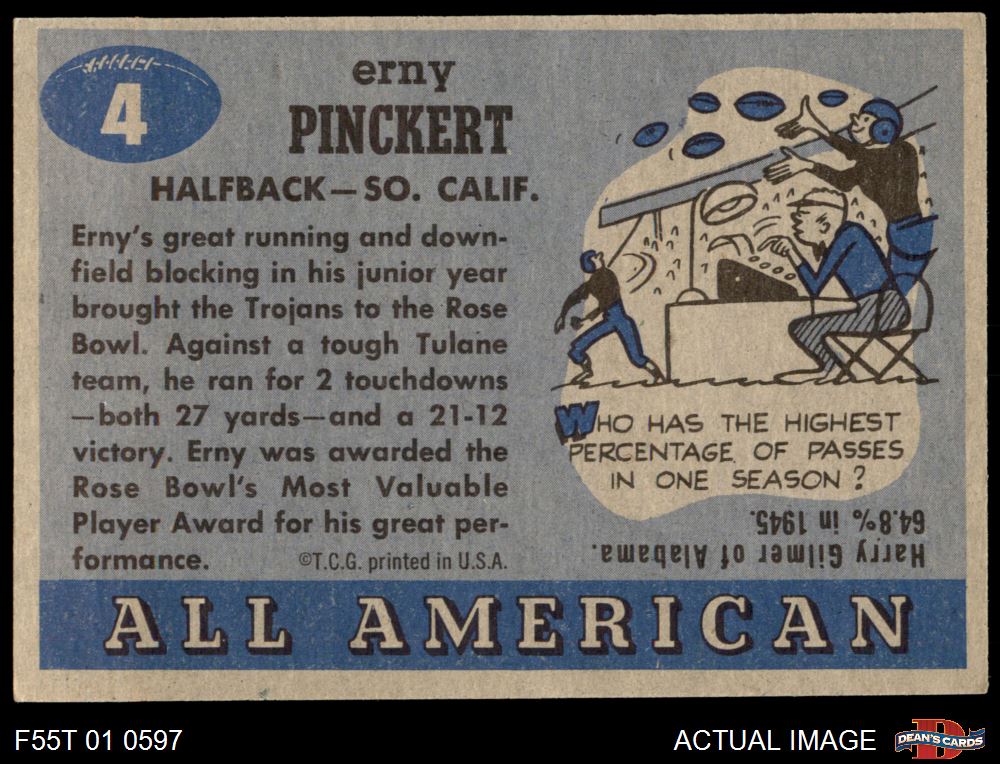 4
erny
PINCKERT
HALFBACK—SO. CALIF.
Erny's great running and down-
field blocking in his junior year
brought the Trojans to the Rose
Bowl. Against a tough Tulane
team, he ran for 2 touchdowns
—both 27 yards—and a 21-12
victory. Erny was awarded the
Rose Bowl's Most Valuable
Player Award for his great per-
formance. ©T.C.G. printed in U.S.A.
WHO HAS THE HIGHEST
PERCENTAGE OF PASSES
IN ONE SEASON?
Harry Gilmer of Alabama.
64.8% in 1945.
ALL AMERICAN
F55T 01 0597
ACTUAL IMAGE
D
DEAN'S CARDS